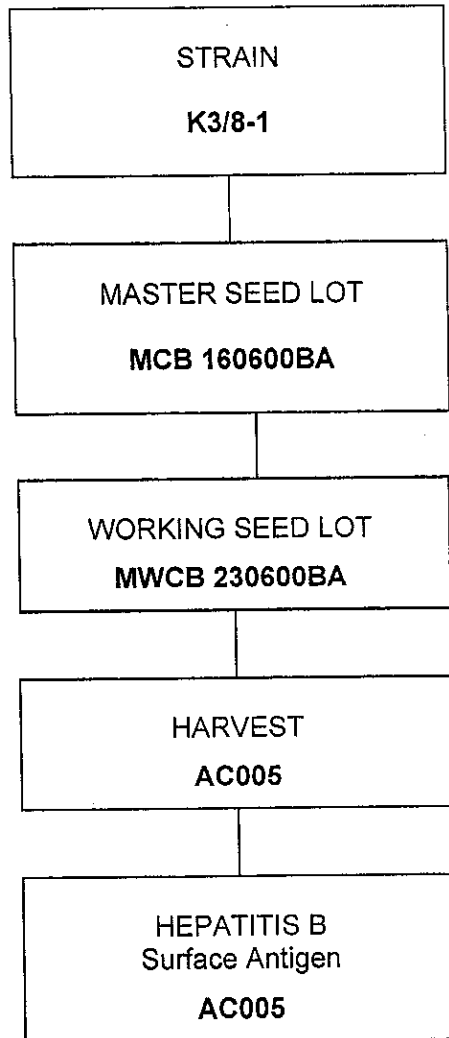 STRAIN
K3/8-1
MASTER SEED LOT
MCB 160600BA
WORKING SEED LOT
MWCB 230600BA
HARVEST
AC005
HEPATITIS B
Surface Antigen
AC005